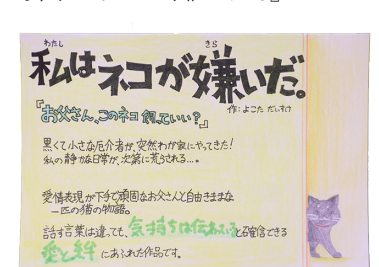 わたし きら
私はネコが嫌いだ。
『お父さん、このネコ飼っていい?』
作:よこた だいすけ
黒くて小さな厄介者が、突然わが家にやってきた!
私の静かな日常が、次第に荒らされる…。
愛情表現が下手で頑固なお父さんと自由きままな
一匹の猫の物語。
話す言葉は違っても、気持ちは伝わっていると確信できる
愛と絆にあふれた作品です。